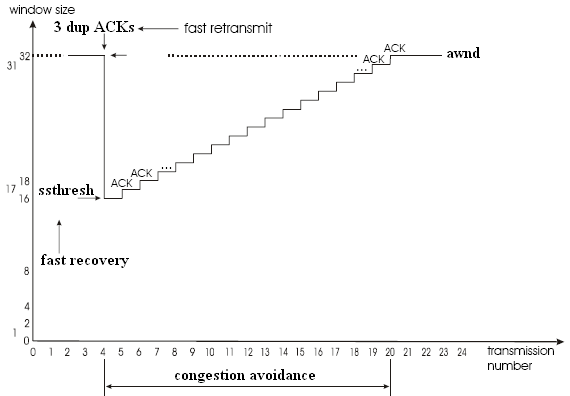 window size
3 dup ACKs
fast retransmit
ACK
32
31
ACK
...
awnd
18
17
16
ssthresh
ACK
ACK
...
fast recovery
8
4
2
1
0
0 1 2 3 4 5 6 7 8 9 10 11 12 13 14 15 16 17 18 19 20 21 22 23 24
transmission
number
congestion avoidance